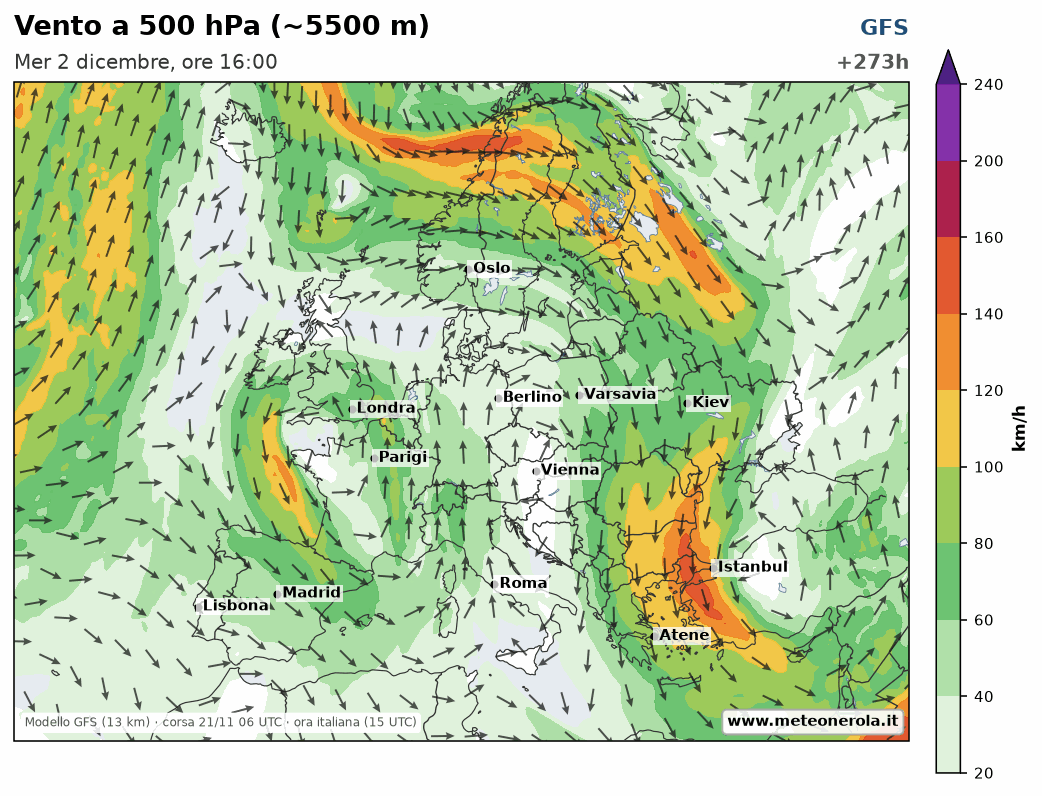 Vento a 500 hPa (~5500 m)
GFS
Mer 2 dicembre, ore 16:00
+273h
240
200
160
140
120
100
80
60
40
20
km/h
Oslo
Berlino
Varsavia
Kiev
Londra
Parigi
Vienna
Istanbul
Roma
Madrid
Lisbona
Atene
Modello GFS (13 km) · corsa 21/11 06 UTC · ora italiana (15 UTC)
www.meteonerola.it